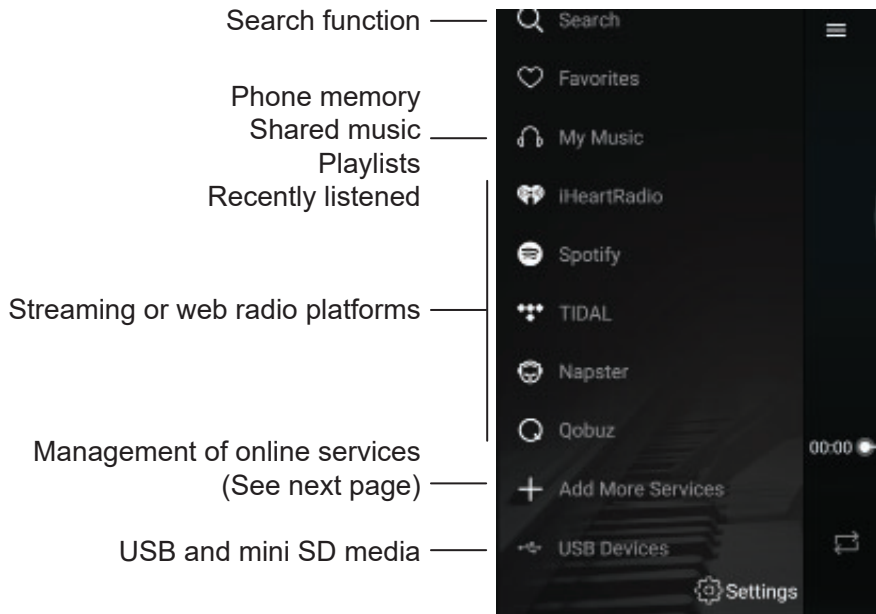 Search function
Phone memory
Shared music
Playlists
Recently listened
Streaming or web radio platforms
Management of online services
(See next page)
USB and mini SD media
Search
Favorites
My Music
iHeartRadio
Spotify
TIDAL
Napster
Qobuz
Add More Services
USB Devices
Settings
00:00